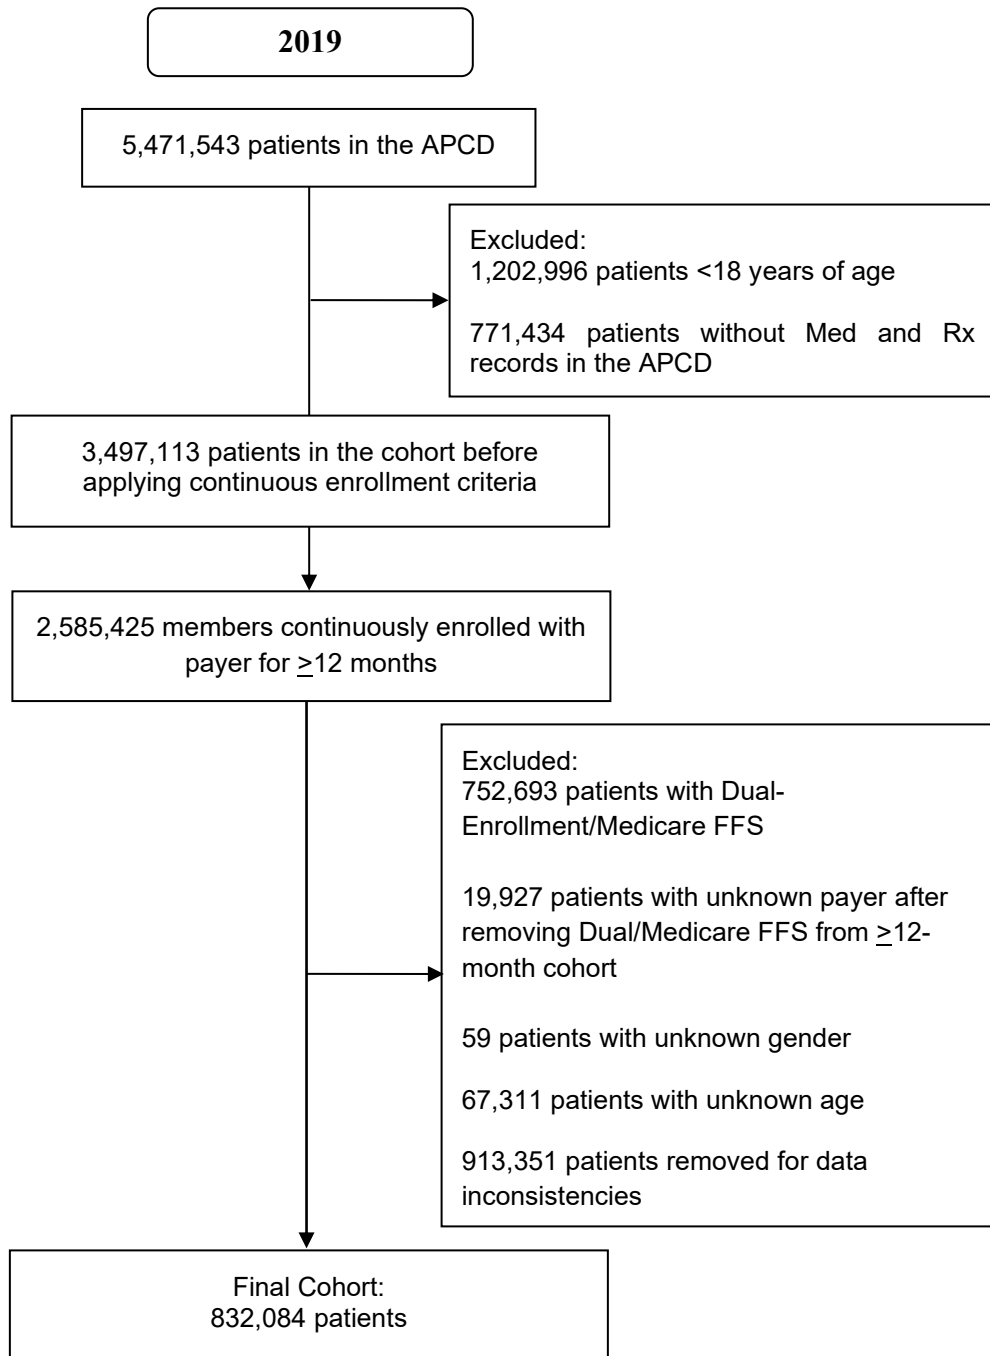 2019
5,471,543 patients in the APCD
Excluded:
1,202,996 patients <18 years of age
771,434 patients without Med and Rx
records in the APCD
3,497,113 patients in the cohort before
applying continuous enrollment criteria
2,585,425 members continuously enrolled with
payer for ≥12 months
Excluded:
752,693 patients with Dual-
Enrollment/Medicare FFS
19,927 patients with unknown payer after
removing Dual/Medicare FFS from ≥12-
month cohort
59 patients with unknown gender
67,311 patients with unknown age
913,351 patients removed for data
inconsistencies
Final Cohort:
832,084 patients